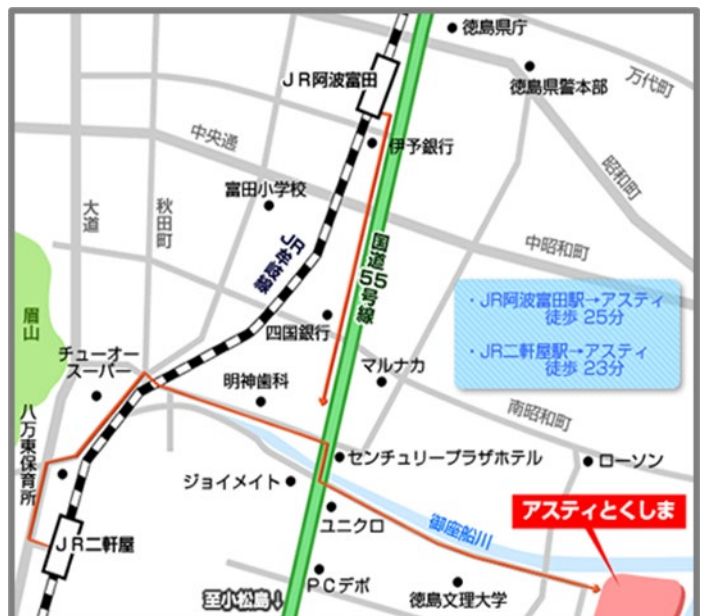 徳島県庁
JR阿波富田
徳島県警本部
万代町
中央通
伊予銀行
昭和町
富田小学校
大道
秋田町
JR牟岐線
国道55号線
中昭和町
・JR阿波富田駅→アスティ
徒歩 25分
・JR二軒屋駅→アスティ
徒歩 23分
眉山
四国銀行
チューオー
スーパー
マルナカ
明神歯科
南昭和町
八万東保育所
センチュリープラザホテル
ローソン
ジョイメイト
アスティとくしま
ユニクロ
御座船川
JR二軒屋
PCデポ
徳島文理大学
至小松島↓